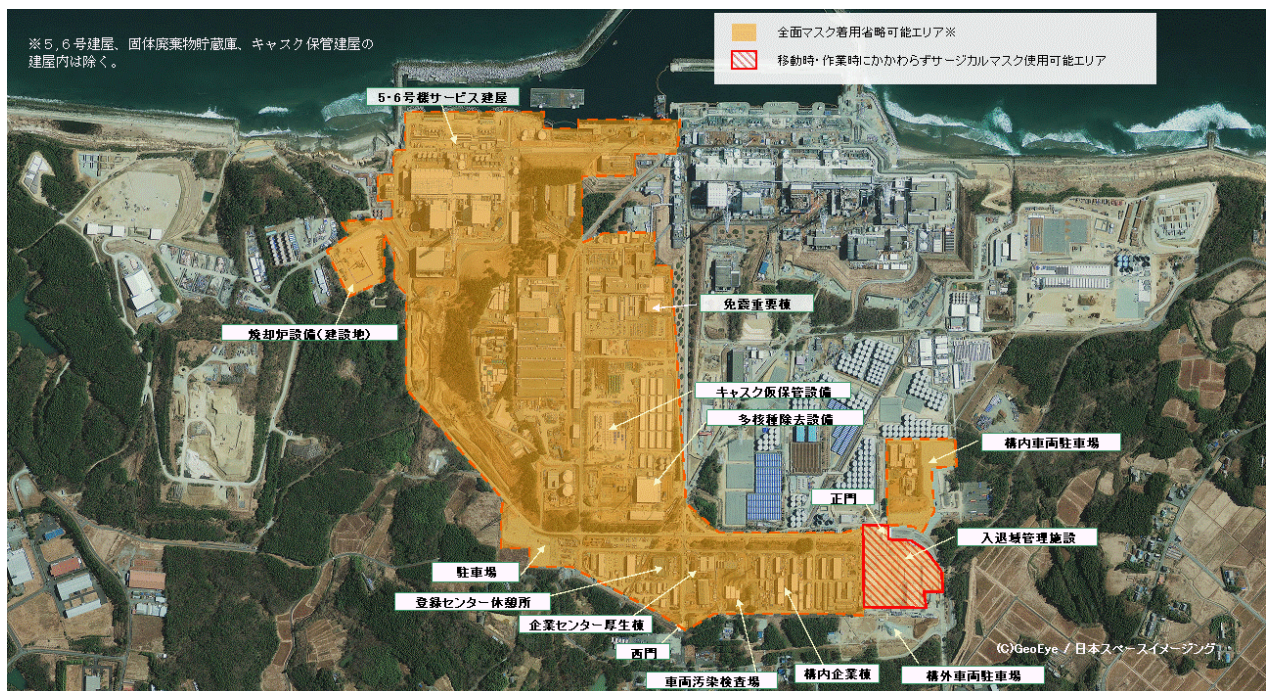 ※５,６号建屋、固体廃棄物貯蔵庫、キャスク保管建屋の
建屋内は除く。
全面マスク着用省略可能エリア※
移動時・作業時にかかわらずサージカルマスク使用可能エリア
5・6号機サービス建屋
免震重要棟
焼却炉設備(建設地)
キャスク仮保管設備
多核種除去設備
構内車両駐車場
正門
入退域管理施設
駐車場
登録センター休憩所
企業センター厚生棟
西門
車両汚染検査場
構内企業棟
構外車両駐車場
(C)GeoEye / 日本スペースイメージング